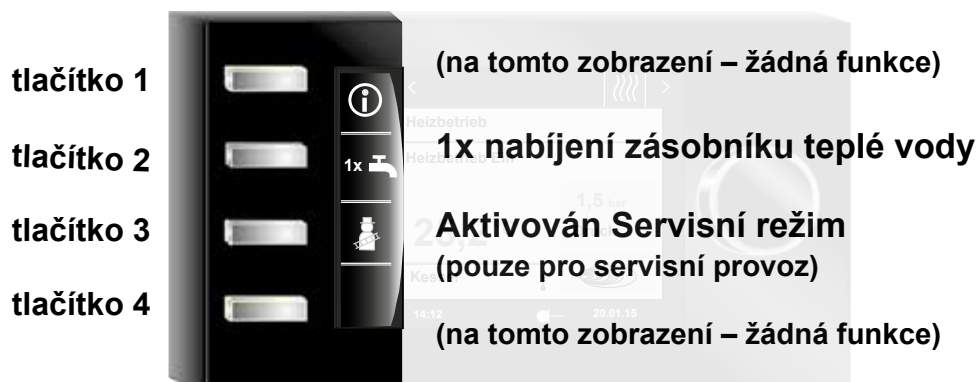 tlačítko 1
(na tomto zobrazení – žádná funkce)
Heizbetrieb
tlačítko 2
1x
1x nabíjení zásobníku teplé vody
Heizbetrieb
1,5 bar
tlačítko 3
Aktivován Servisní režim
(pouze pro servisní provoz)
tlačítko 4
14:12
20.01.15
(na tomto zobrazení – žádná funkce)